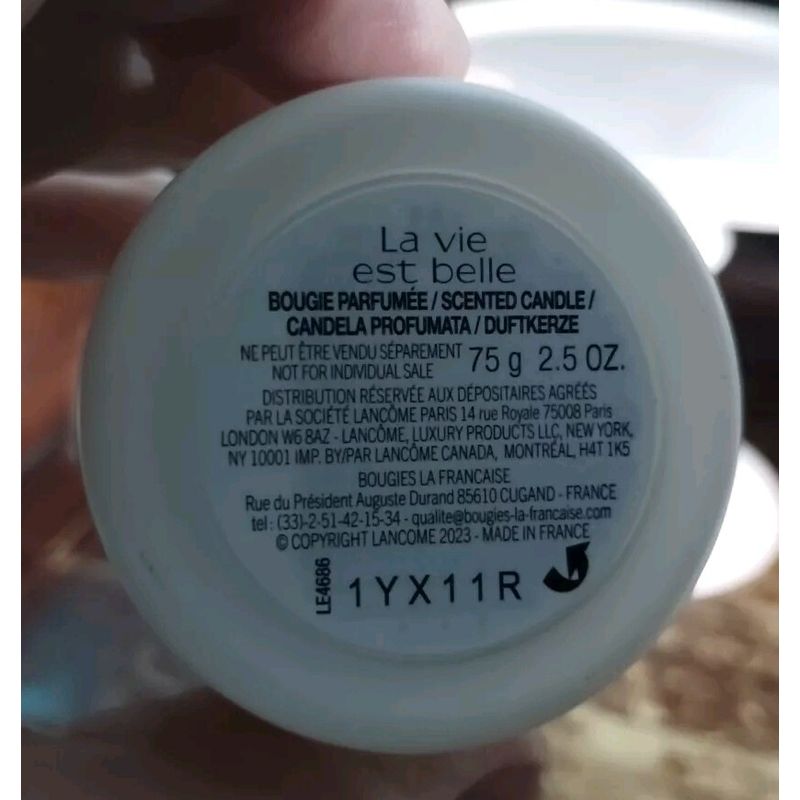 La vie
est belle
BOUGIE PARFUMÉE / SCENTED CANDLE /
CANDELA PROFUMATA / DUFTKERZE
NE PEUT ÊTRE VENDU SÉPAREMENT
NOT FOR INDIVIDUAL SALE
75 g 2.5 OZ.
DISTRIBUTION RÉSERVÉE AUX DÉPOSITAIRES AGRÉÉS
PAR LA SOCIÉTÉ LANCÔME PARIS 14 rue Royale 75008 Paris
LONDON W6 8AZ - LANCÔME, LUXURY PRODUCTS LLC, NEW YORK,
NY 10001 IMP. BY/PAR LANCÔME CANADA, MONTRÉAL, H4T 1K5
BOUGIES LA FRANCAISE
Rue du Président Auguste Durand 85610 CUGAND - FRANCE
tel : (33)-2-51-42-15-34 - qualite@bougies-la-francaise.com
© COPYRIGHT LANCOME 2023 - MADE IN FRANCE
LE4686
1YX11R